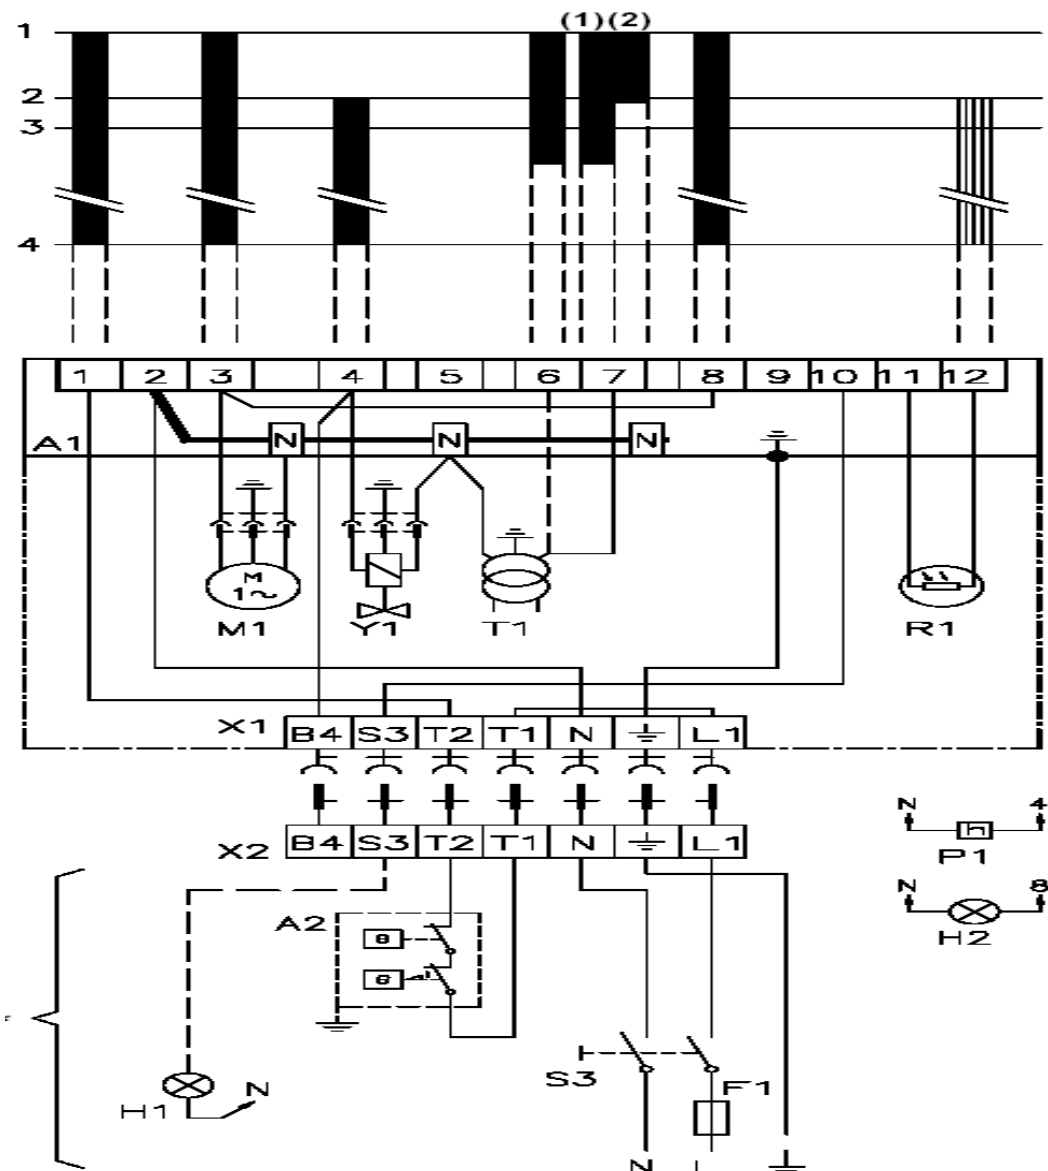 (1)(2)
1
2
3
4
1 2 3 4 5 6 7 8 9 10 11 12
A1
N N N
M
1~
M1 Y1 T1 R1
X1 B4 S3 T2 T1 N L1
X2 B4 S3 T2 T1 N L1
N 4
h
P1
N 8
H2
A2
S3
F1
H1
N
N L